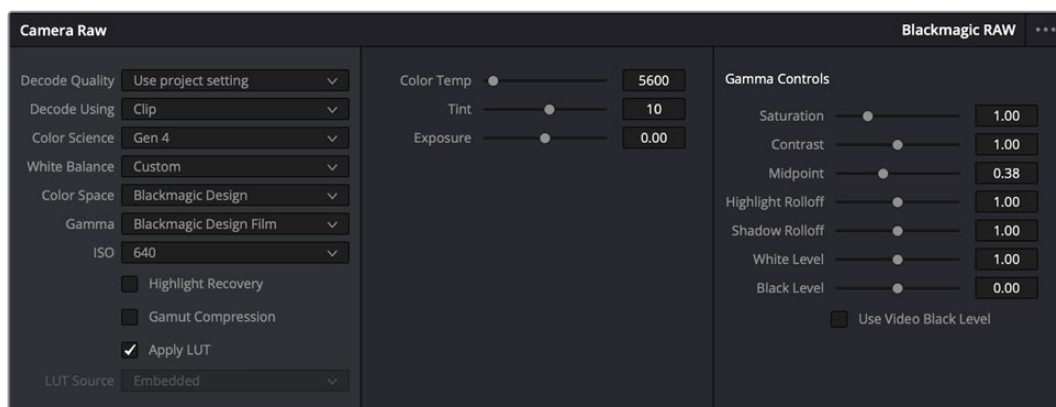 Camera Raw
Blackmagic RAW
Decode Quality Use project setting
Decode Using Clip
Color Science Gen 4
White Balance Custom
Color Space Blackmagic Design
Gamma Blackmagic Design Film
ISO 640
Highlight Recovery
Gamut Compression
Apply LUT
LUT Source Embedded
Color Temp 5600
Tint 10
Exposure 0.00
Gamma Controls
Saturation 1.00
Contrast 1.00
Midpoint 0.38
Highlight Rolloff 1.00
Shadow Rolloff 1.00
White Level 1.00
Black Level 0.00
Use Video Black Level